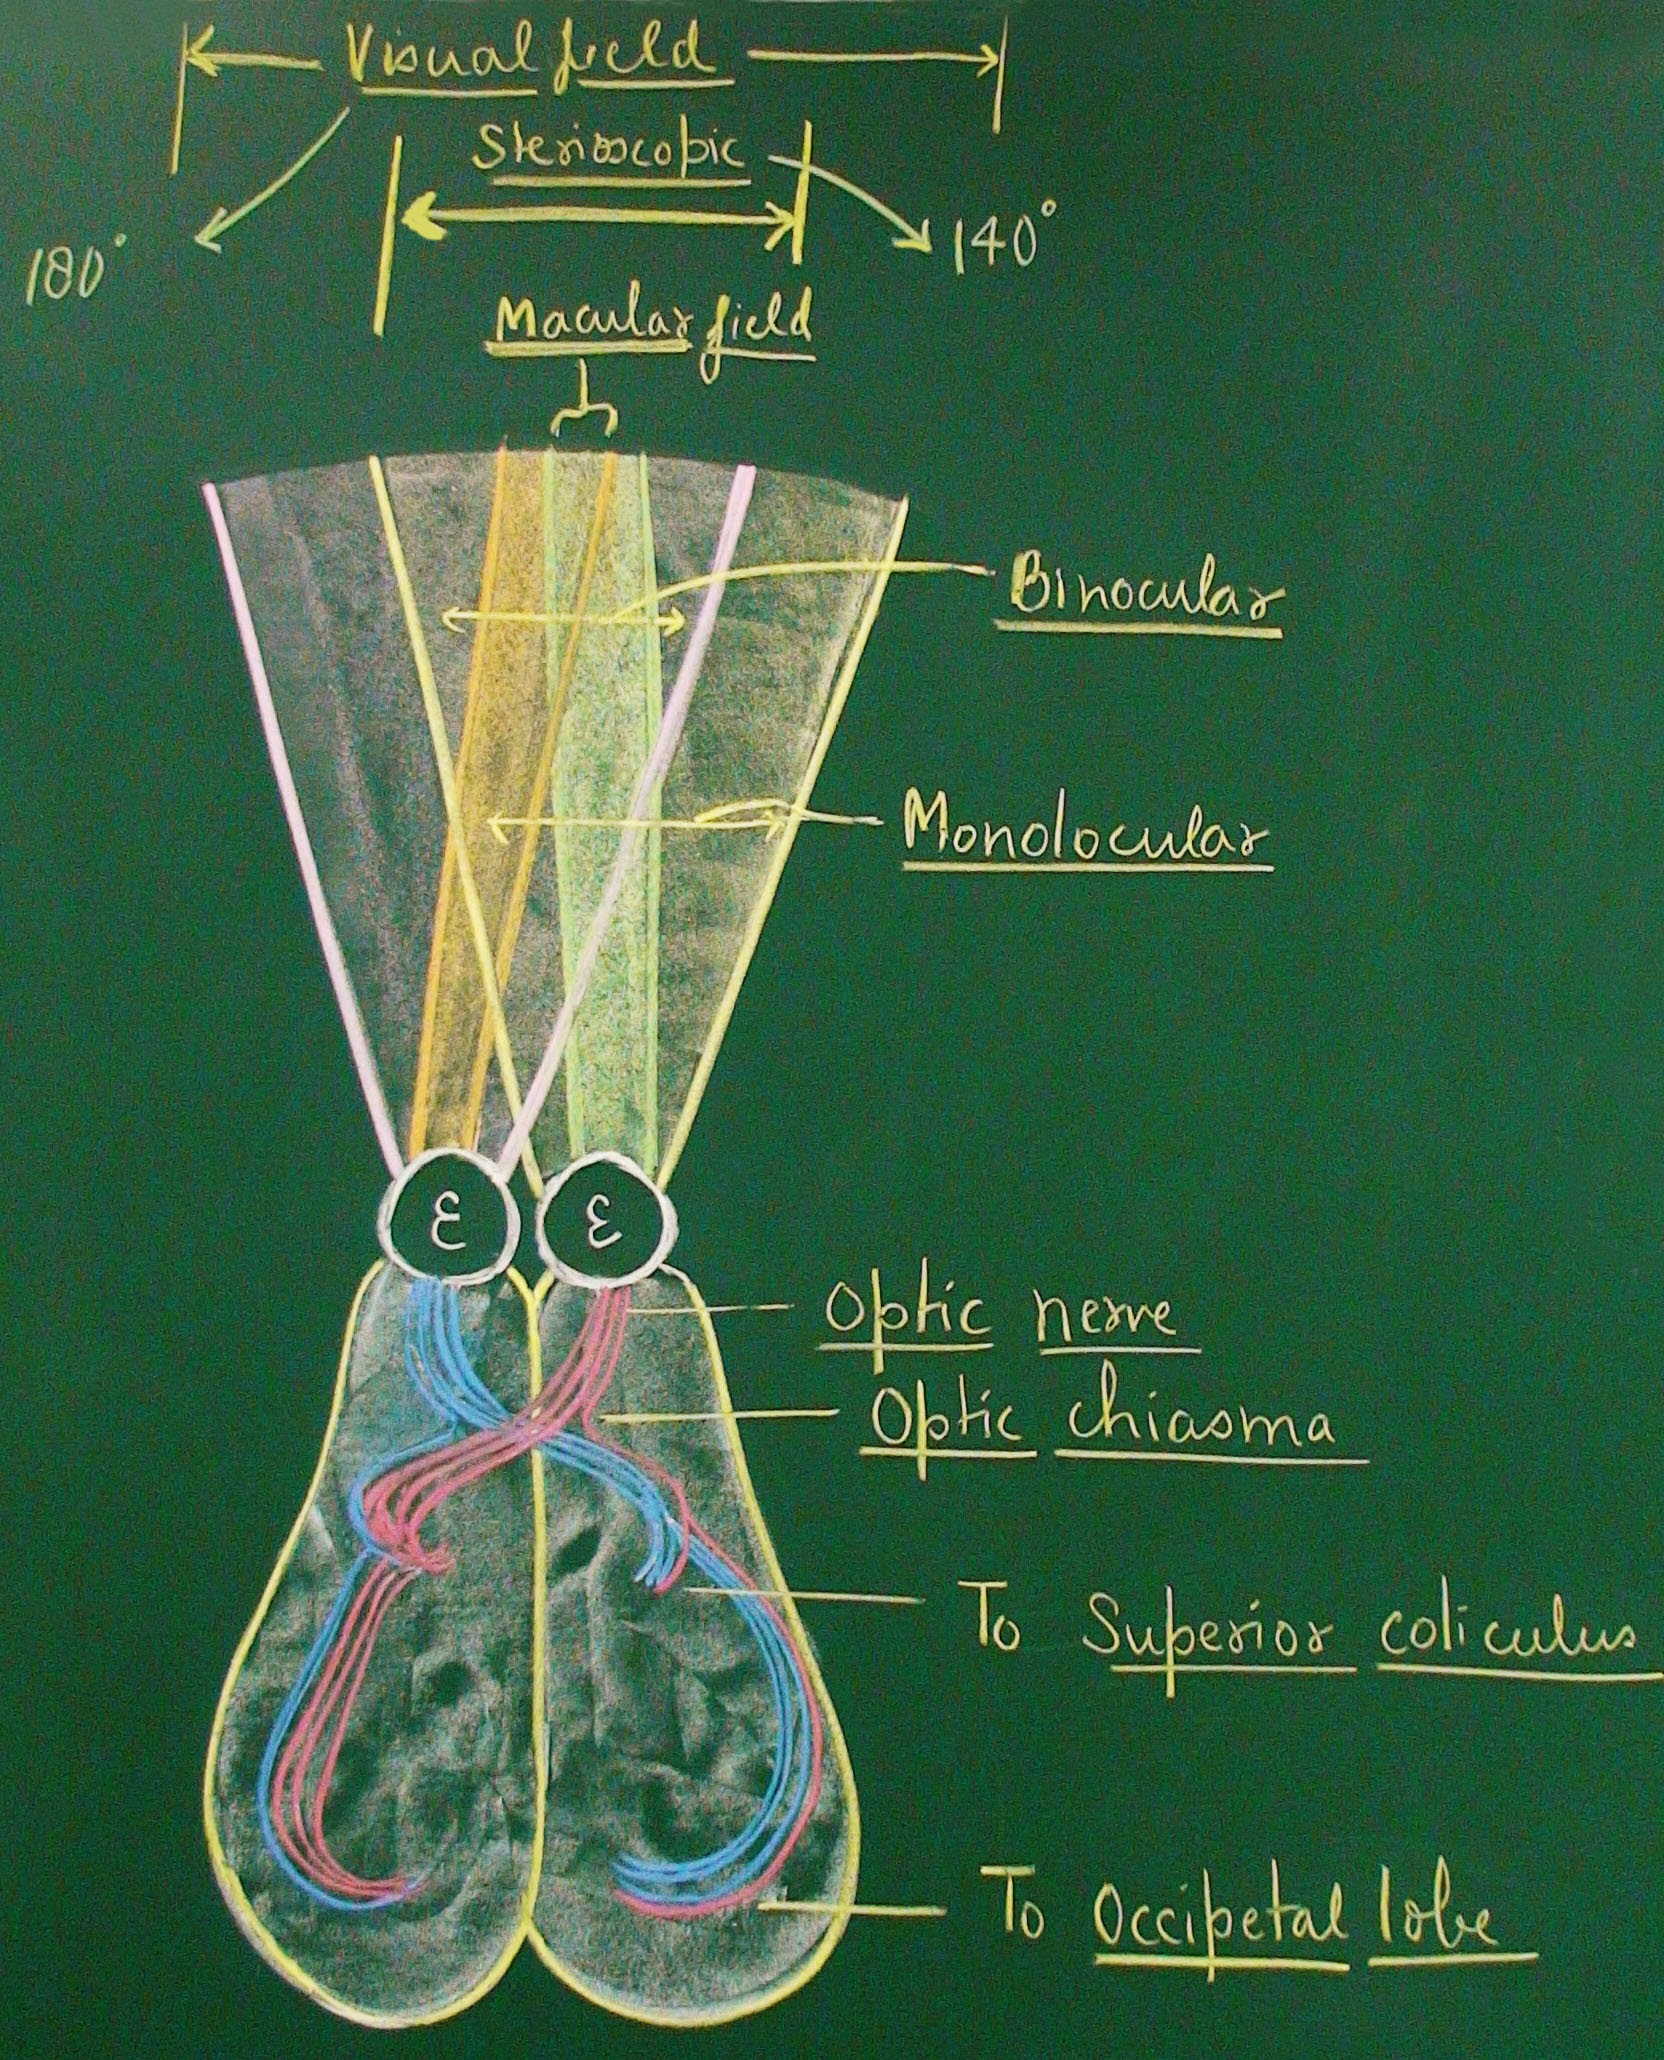 Visual field
Sterioscopic
180°
140°
Macular field
Binocular
Monolocular
ε
ε
Optic nerve
Optic chiasma
To Superior coliculus
To Occipetal lobe